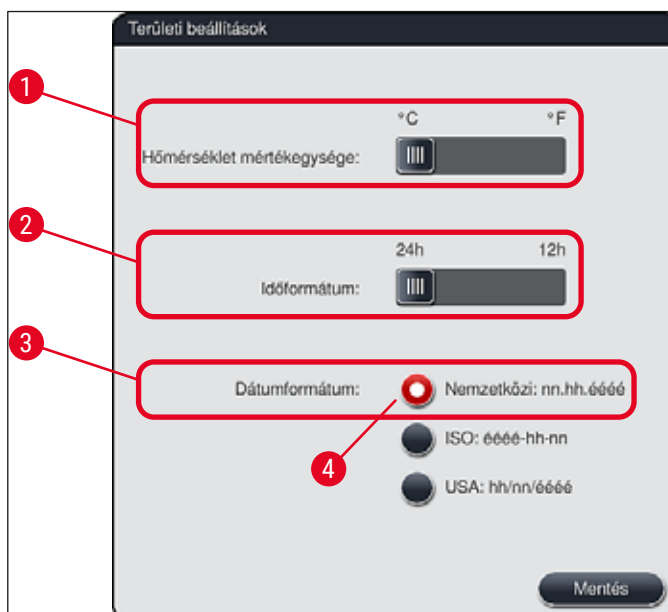 Területi beállítások
1
°C °F
Hőmérséklet mértékegysége:
2
24h 12h
Időformátum:
3
Dátumformátum: Nemzetközi: nn.hh.éééé
4
ISO: éééé-hh-nn
USA: hh/nn/éééé
Mentés